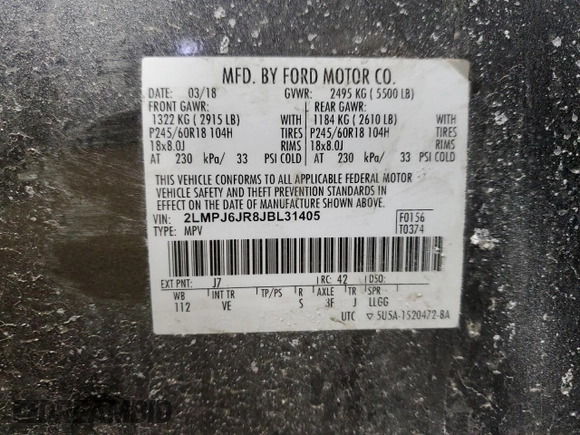 MFD. BY FORD MOTOR CO.
DATE: 03/18 GVWR: 2495 KG ( 5500 LB)
FRONT GAWR: REAR GAWR:
1322 KG ( 2915 LB) WITH 1184 KG ( 2610 LB) WITH
P245/60R18 104H TIRES P245/60R18 104H TIRES
18x8.0J RIMS 18x8.0J RIMS
AT 230 kPa/ 33 PSI COLD AT 230 kPa/ 33 PSI COLD
THIS VEHICLE CONFORMS TO ALL APPLICABLE FEDERAL MOTOR
VEHICLE SAFETY AND THEFT PREVENTION STANDARDS IN
EFFECT ON THE DATE OF MANUFACTURE SHOWN ABOVE.
VIN: 2LMPJ6JR8JBL31405 F0156
TYPE: MPV T0374
EXT PNT: J7 RC: 42 DSO:
WB INT TR TP/PS R AXLE TR SPR
112 VE S 3F J LLGG
UTC ▽ 5U5A-1520472-BA